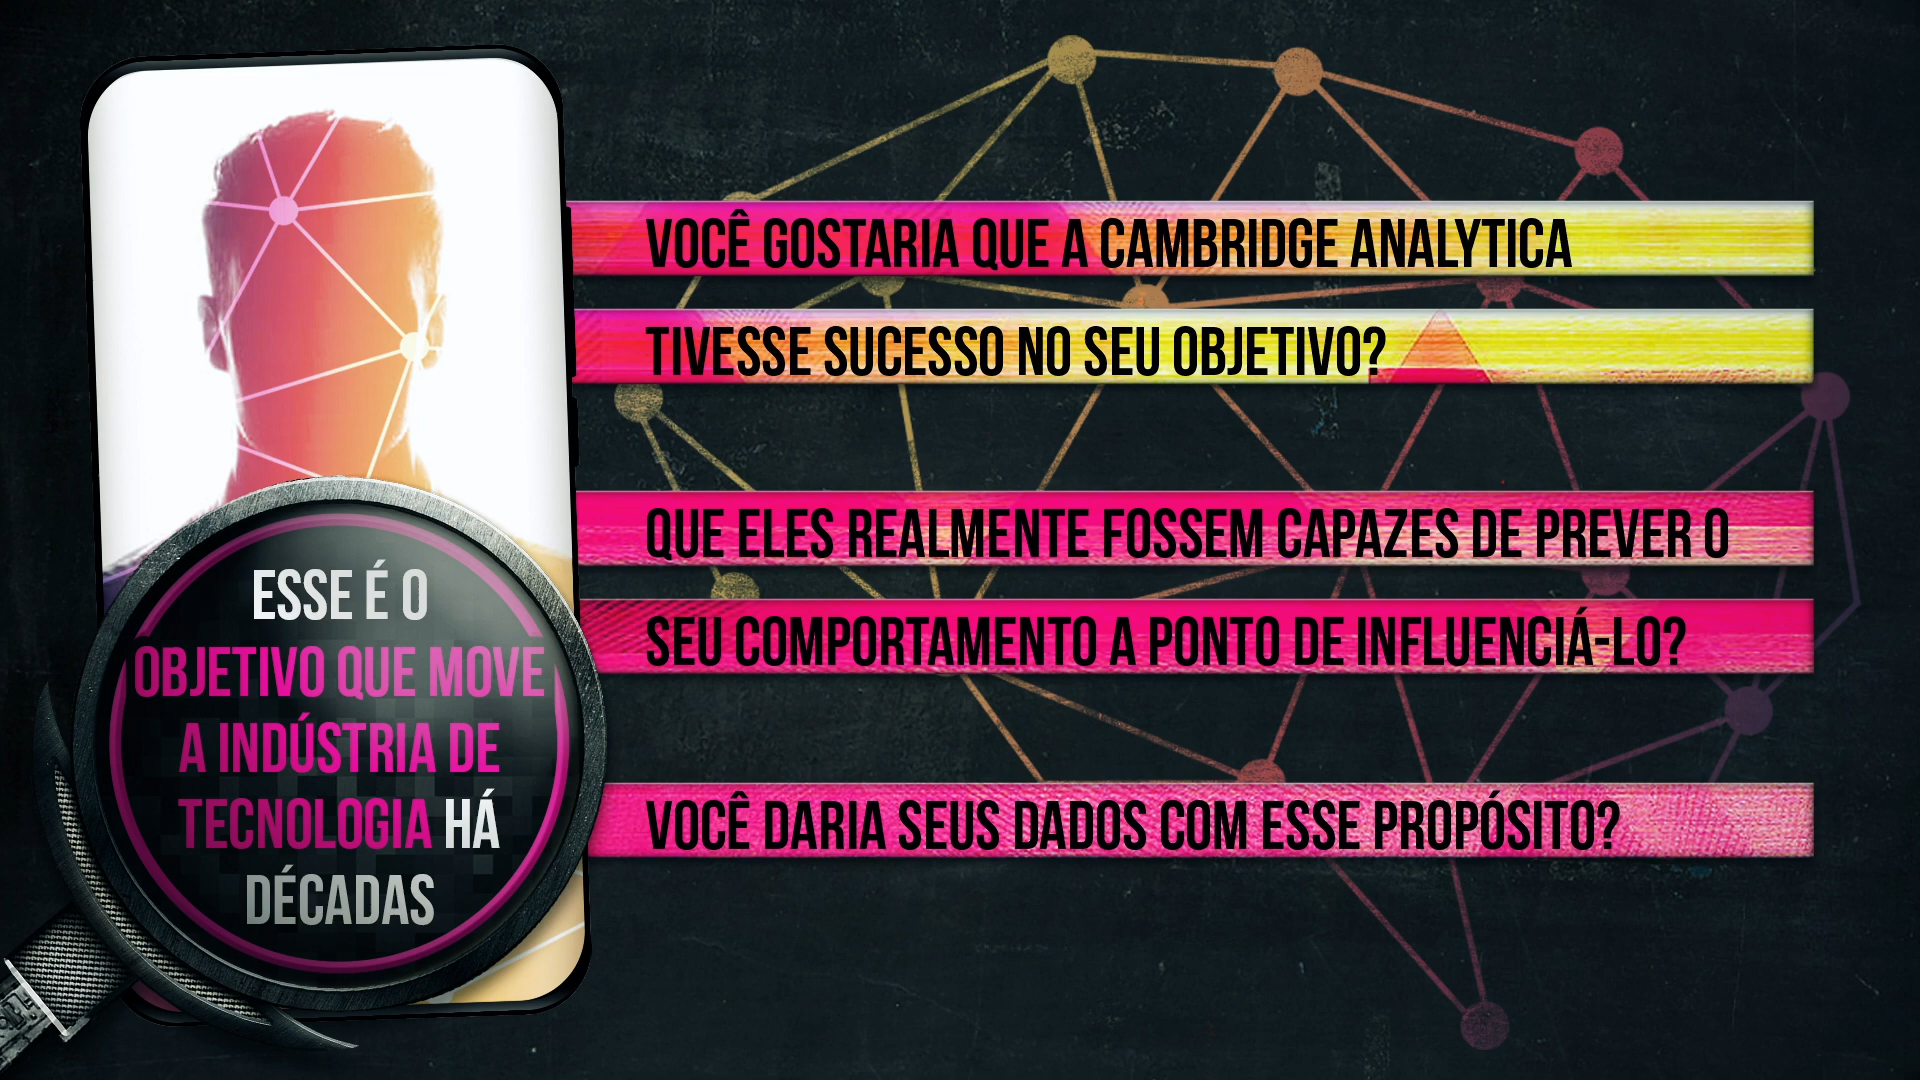 VOCÊ GOSTARIA QUE A CAMBRIDGE ANALYTICA
TIVESSE SUCESSO NO SEU OBJETIVO?
QUE ELES REALMENTE FOSSEM CAPAZES DE PREVER O
SEU COMPORTAMENTO A PONTO DE INFLUENCIÁ-LO?
VOCÊ DARIA SEUS DADOS COM ESSE PROPÓSITO?
ESSE É O
OBJETIVO QUE MOVE
A INDÚSTRIA DE
TECNOLOGIA HÁ
DÉCADAS